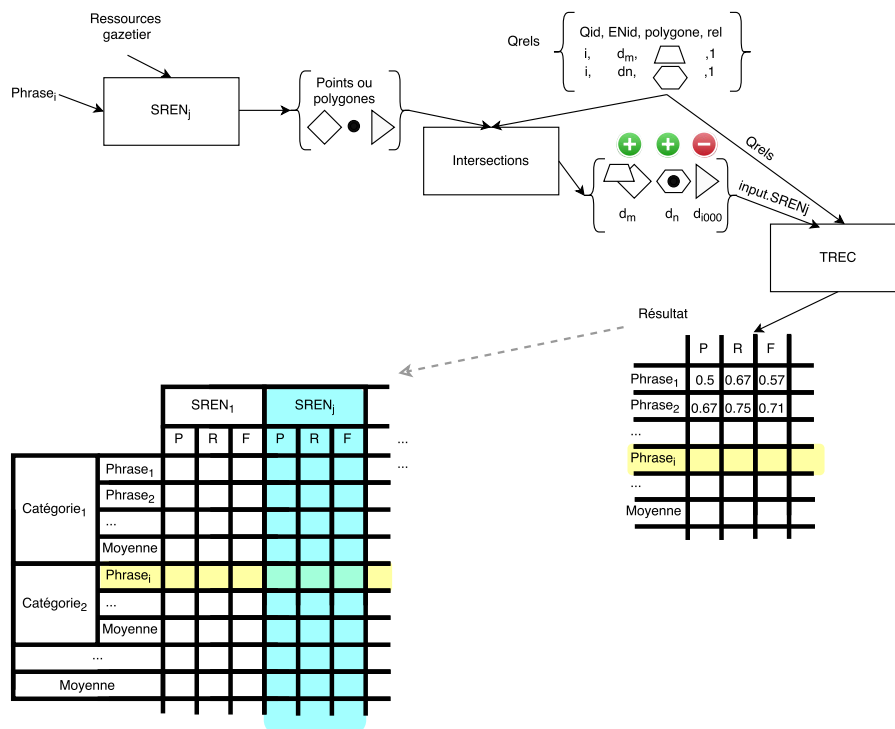 Ressources
gazetier
Phrasei
SRENj
Points ou
polygones
Qrels
Qid, ENid, polygone, rel
i, dm, ,1
i, dn, ,1
Intersections
dm dn di000
Qrels
input.SRENj
TREC
Résultat
P R F
Phrase1 0.5 0.67 0.57
Phrase2 0.67 0.75 0.71
...
Phrasei
...
Moyenne
SREN1 SRENj
P R F P R F ...
...
Catégorie1
Phrase1
Phrase2
...
Moyenne
Catégorie2
Phrasei
...
Moyenne
...
Moyenne